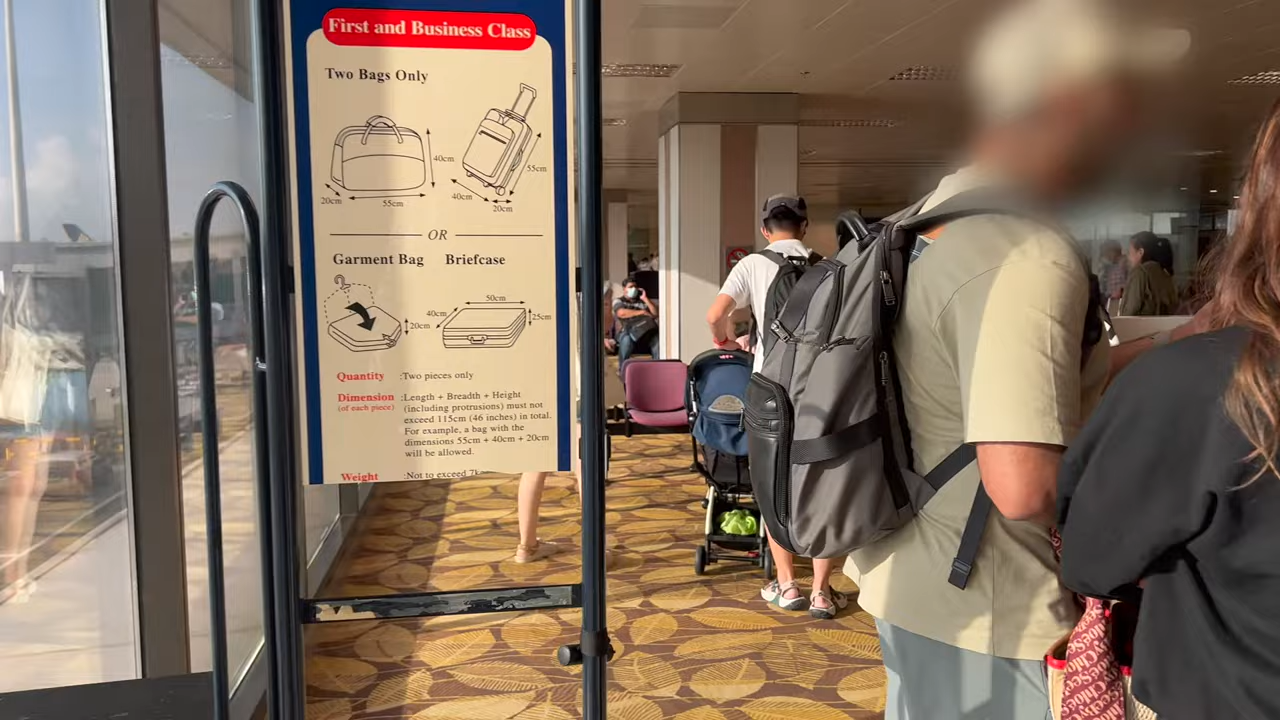 First and Business Class
Two Bags Only
40cm
20cm
55cm
55cm
40cm
20cm
OR
Garment Bag Briefcase
50cm
40cm
20cm
25cm
Quantity :Two pieces only
Dimension :Length + Breadth + Height
(of each piece) (including protrusions) must not
exceed 115cm (46 inches) in total.
For example, a bag with the
dimensions 55cm + 40cm + 20cm
will be allowed.
Weight :Not to exceed
Chloé